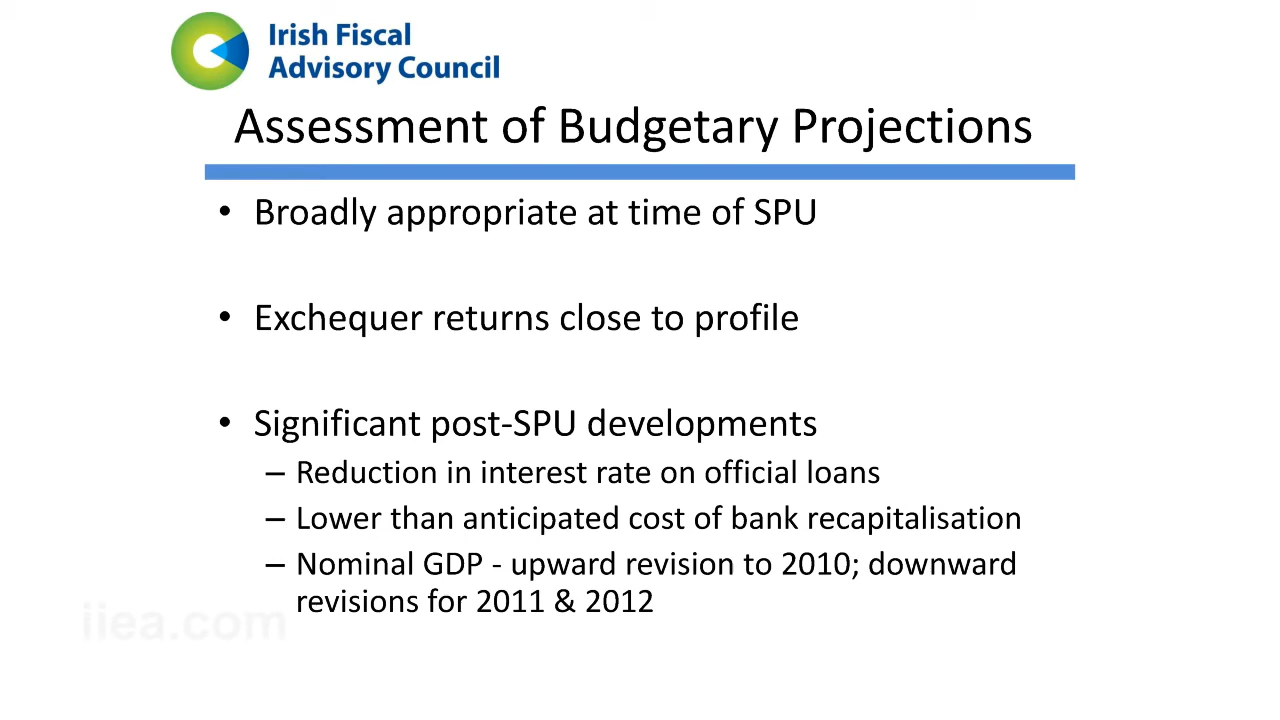 Irish Fiscal
Advisory Council
Assessment of Budgetary Projections
• Broadly appropriate at time of SPU
• Exchequer returns close to profile
• Significant post-SPU developments
– Reduction in interest rate on official loans
– Lower than anticipated cost of bank recapitalisation
– Nominal GDP - upward revision to 2010; downward
revisions for 2011 & 2012
iiea.com